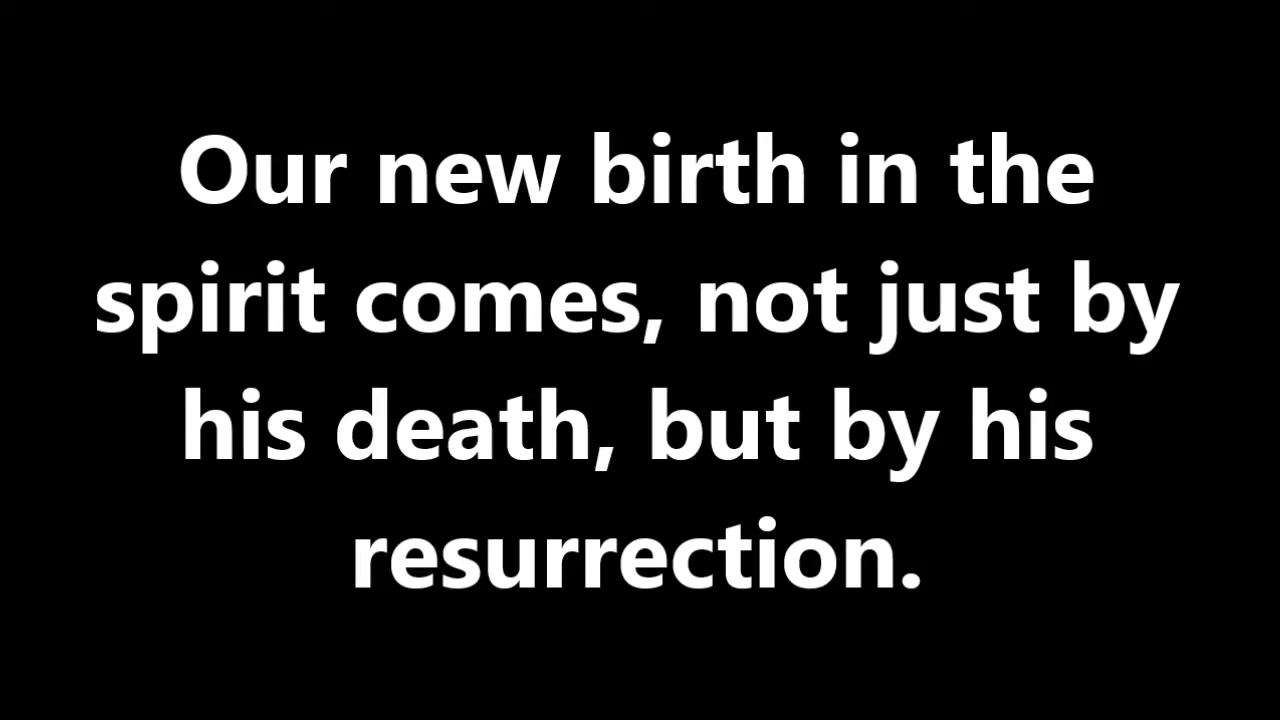 Our new birth in the
spirit comes, not just by
his death, but by his
resurrection.